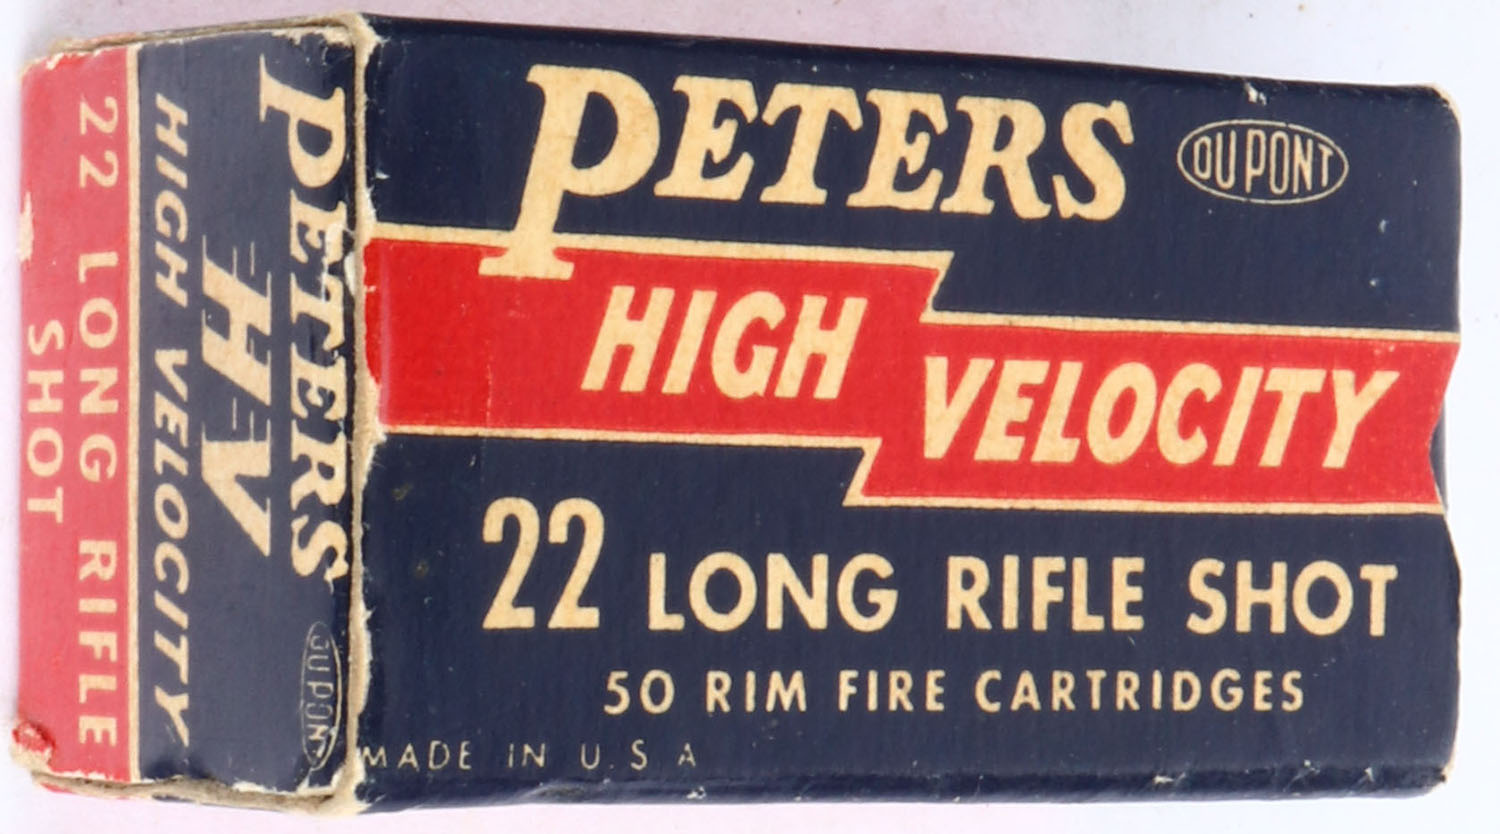 PETERS
DU PONT
HIGH VELOCITY
22 LONG RIFLE SHOT
50 RIM FIRE CARTRIDGES
MADE IN U.S.A
PETERS
HV
HIGH VELOCITY
DU PONT
22 LONG RIFLE
SHOT